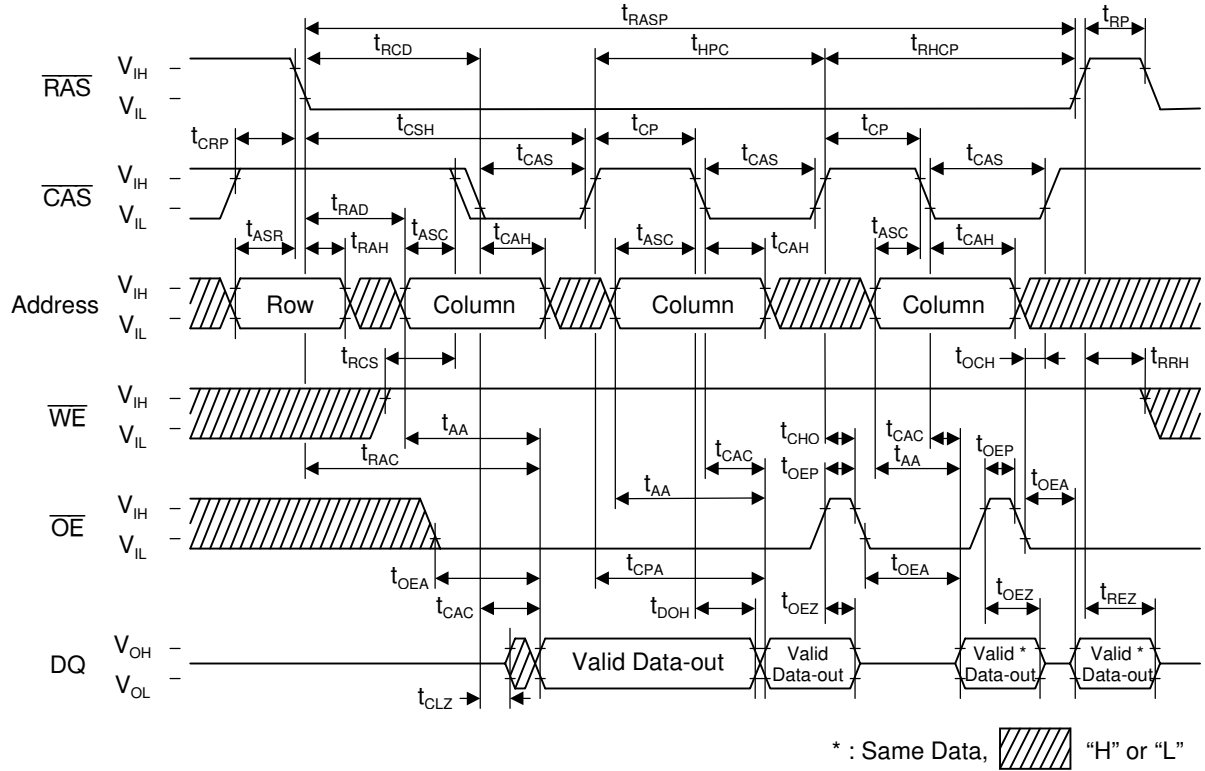 tRASP tRP
tRCD tHPC tRHCP
RAS VIH
VIL
tCRP tCSH tCP tCP
tCAS tCAS tCAS
CAS VIH
VIL
tRAD
tASR tRAH tASC tCAH tASC tCAH tASC tCAH
Address VIH
VIL
Row Column Column Column
tRCS tOCH tRRH
WE VIH
VIL
tAA tCHO tCAC
tRAC tCAC tOEP tAA tOEP
tAA tOEA
OE VIH
VIL
tOEA tCPA tOEA
tCAC tDOH tOEZ tOEZ tREZ
DQ VOH
VOL
Valid Data-out
Valid
Data-out
Valid *
Data-out
Valid *
Data-out
tCLZ
* : Same Data, “H” or “L”